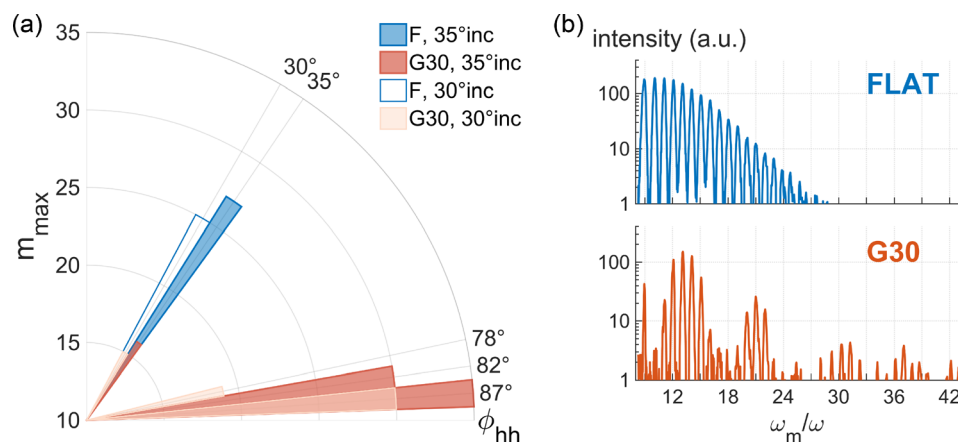 (a)
35
30
25
20
15
10
m_max
30°
35°
78°
82°
87°
ϕ_hh
F, 35°inc
G30, 35°inc
F, 30°inc
G30, 30°inc
(b)
intensity (a.u.)
FLAT
100
10
1
G30
100
10
1
12 18 24 30 36 42
ω_m/ω